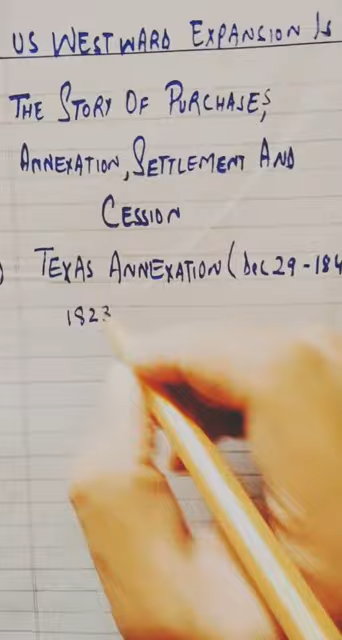 US WESTWARD EXPANSION IS
THE STORY OF PURCHASES,
ANNEXATION, SETTLEMENT AND
CESSION
) TEXAS ANNEXATION (DEC 29 - 184
1823